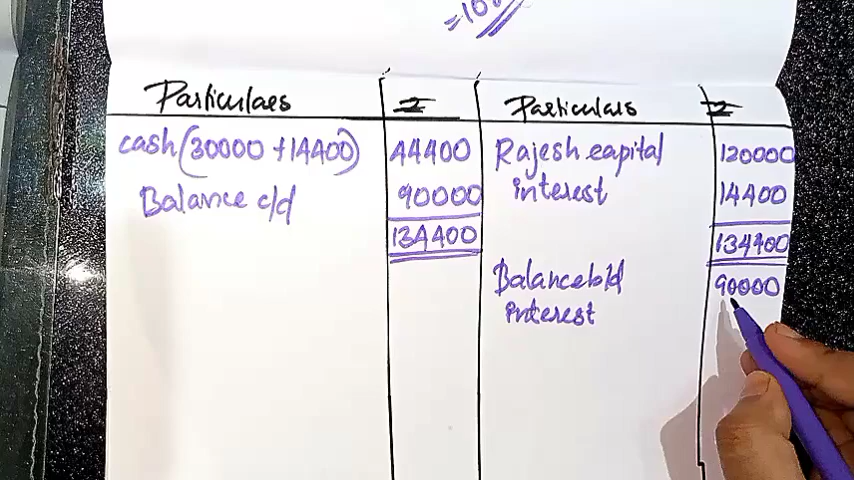 Particulars ₹ Particulars ₹
cash (30000 + 14400) 44400 Rajesh capital 120000
Balance c/d 90000 interest 14400
134400 134400
Balance b/d 90000
interest